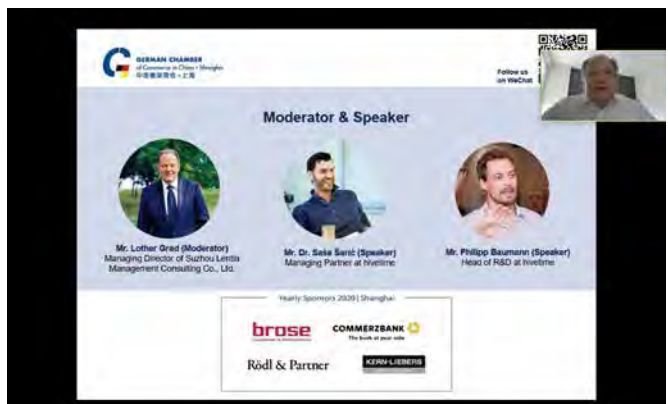 GERMAN CHAMBER
of Commerce in China • Shanghai
中国德国商会 • 上海
Follow us
on WeChat
Moderator & Speaker
Mr. Lother Grad (Moderator)
Managing Director of Suzhou Lentia
Management Consulting Co., Ltd.
Mr. Dr. Saša Sarić (Speaker)
Managing Partner at hivetime
Mr. Philipp Baumann (Speaker)
Head of R&D at hivetime
Yearly Sponsors 2020 | Shanghai
brose
COMMERZBANK
The bank at your side
Rödl & Partner
KERN-LIEBERS